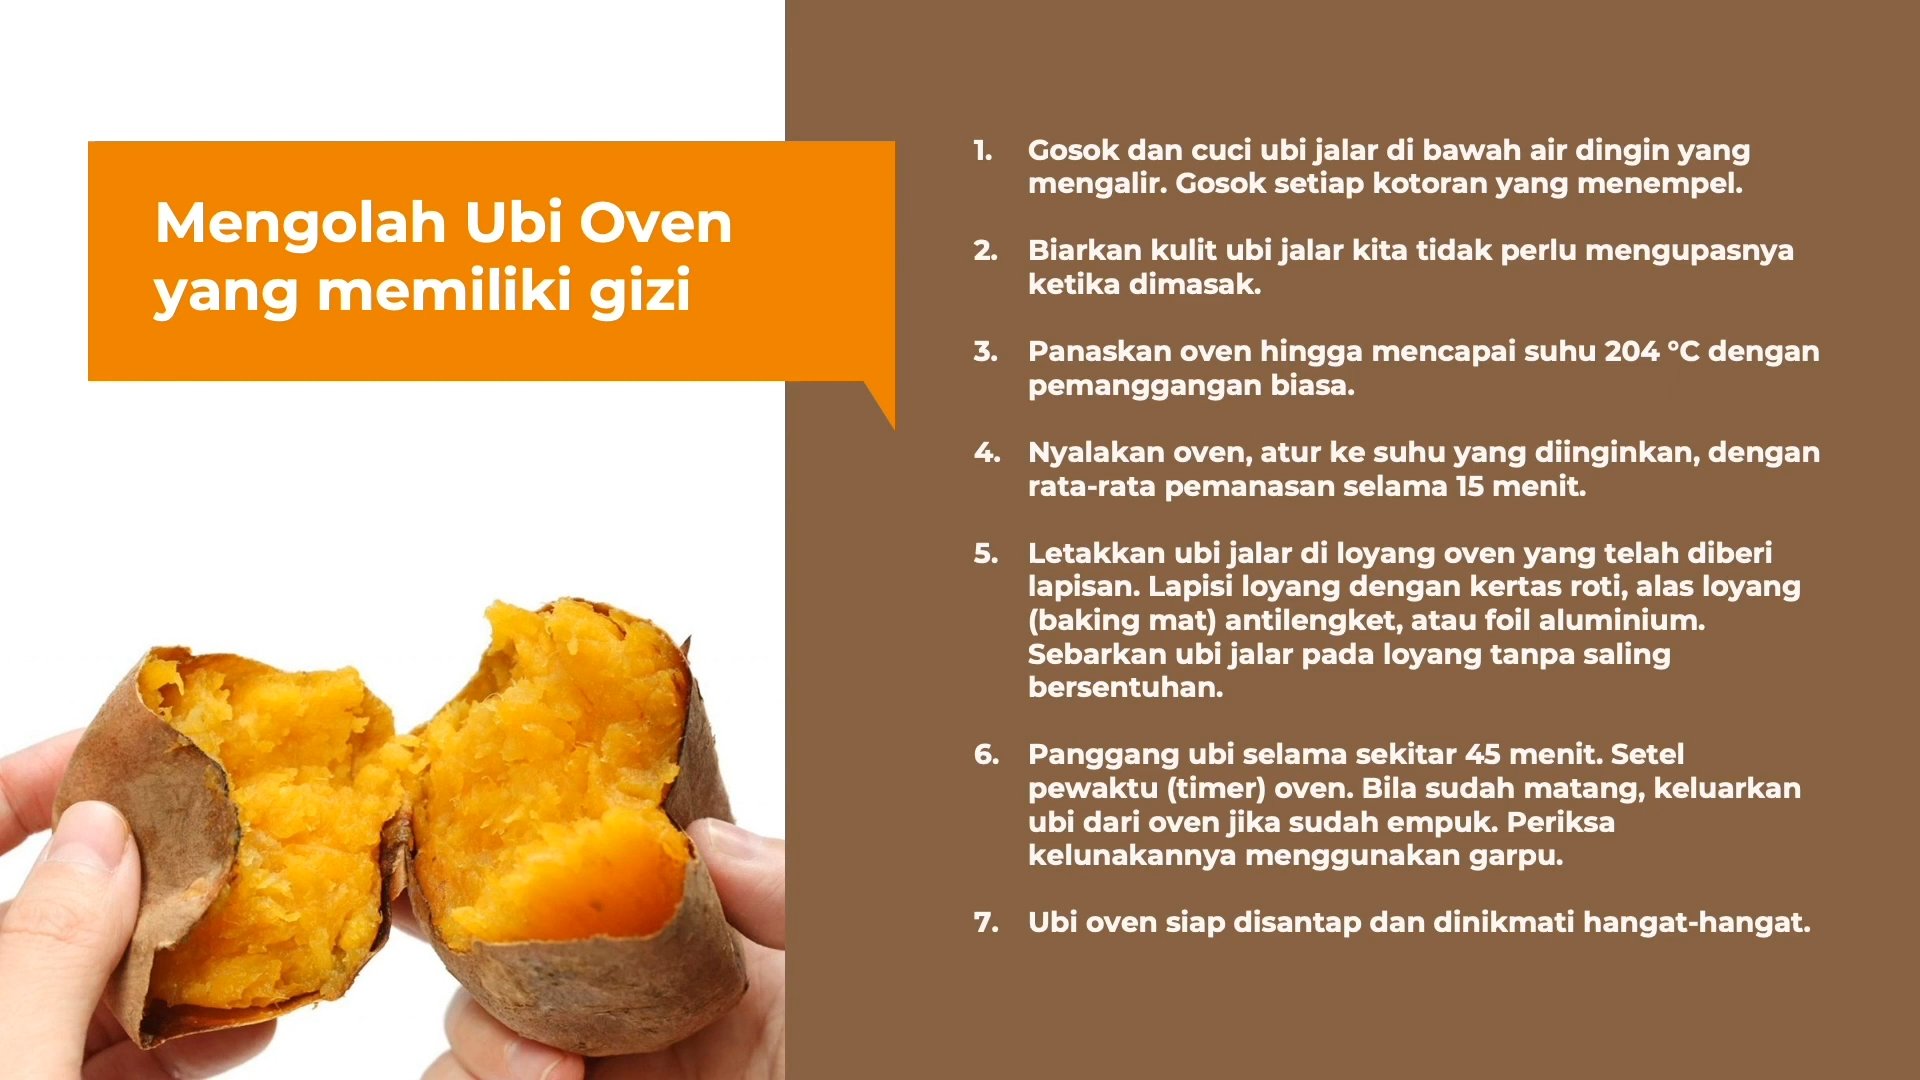 Mengolah Ubi Oven
yang memiliki gizi
1. Gosok dan cuci ubi jalar di bawah air dingin yang
mengalir. Gosok setiap kotoran yang menempel.
2. Biarkan kulit ubi jalar kita tidak perlu mengupasnya
ketika dimasak.
3. Panaskan oven hingga mencapai suhu 204 °C dengan
pemanggangan biasa.
4. Nyalakan oven, atur ke suhu yang diinginkan, dengan
rata-rata pemanasan selama 15 menit.
5. Letakkan ubi jalar di loyang oven yang telah diberi
lapisan. Lapisi loyang dengan kertas roti, alas loyang
(baking mat) antilengket, atau foil aluminium.
Sebarkan ubi jalar pada loyang tanpa saling
bersentuhan.
6. Panggang ubi selama sekitar 45 menit. Setel
pewaktu (timer) oven. Bila sudah matang, keluarkan
ubi dari oven jika sudah empuk. Periksa
kelunakannya menggunakan garpu.
7. Ubi oven siap disantap dan dinikmati hangat-hangat.